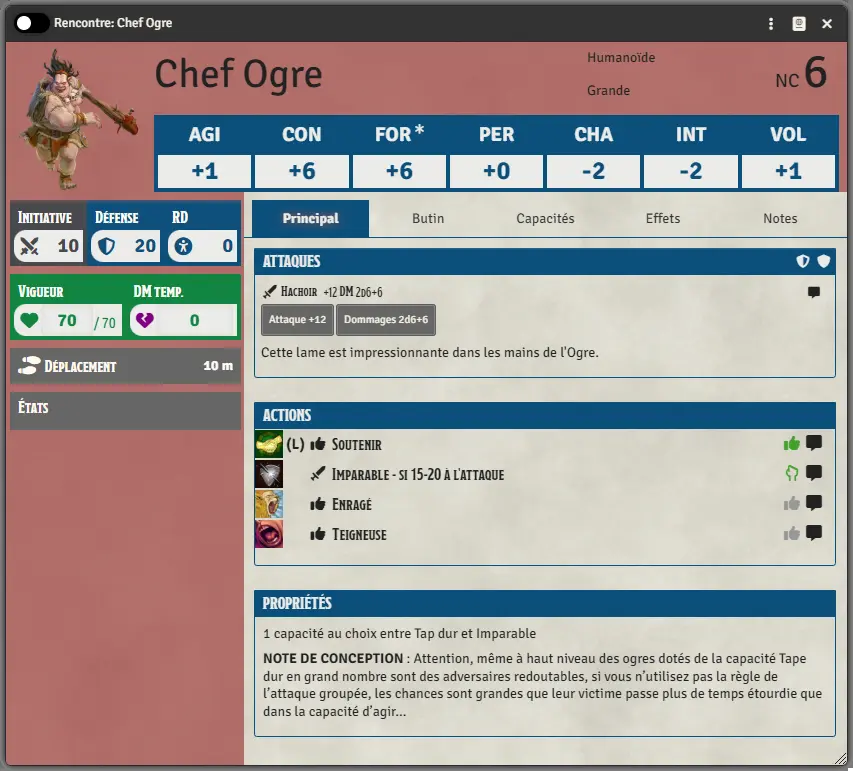 Rencontre: Chef Ogre
Chef Ogre
Humanoïde
Grande
NC 6
AGI CON FOR* PER CHA INT VOL
+1 +6 +6 +0 -2 -2 +1
Initiative Défense RD
10 20 0
Vigueur DM temp.
70 / 70 0
Déplacement 10 m
États
Principal Butin Capacités Effets Notes
ATTAQUES
Hachoir +12 DM 2d6+6
Attaque +12 Dommages 2d6+6
Cette lame est impressionnante dans les mains de l'Ogre.
ACTIONS
(L) Soutenir
Imparable - si 15-20 à l'attaque
Enragé
Teigneuse
PROPRIÉTÉS
1 capacité au choix entre Tap dur et Imparable
NOTE DE CONCEPTION : Attention, même à haut niveau des ogres dotés de la capacité Tape
dur en grand nombre sont des adversaires redoutables, si vous n’utilisez pas la règle de
l’attaque groupée, les chances sont grandes que leur victime passe plus de temps étourdie que
dans la capacité d’agir...